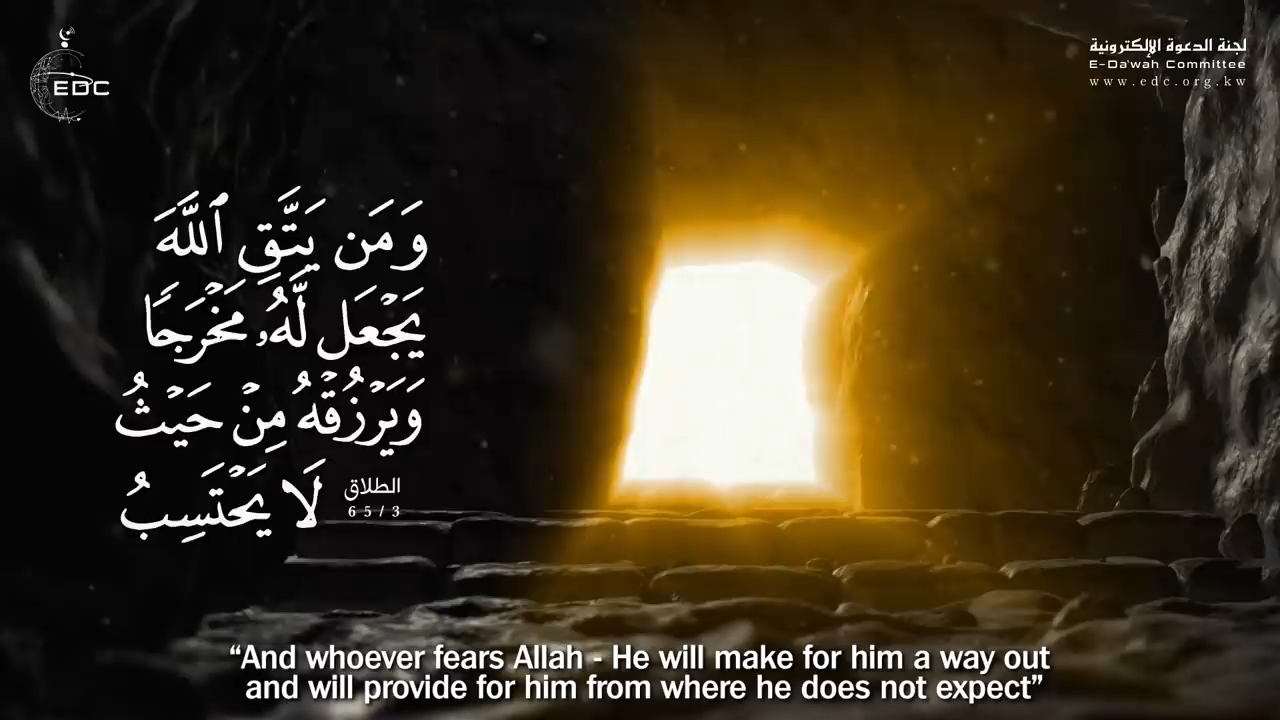 EDC
لجنة الدعوة الإلكترونية
E-Da'wah Committee
www.edc.org.kw
وَمَن يَتَّقِ ٱللَّهَ
يَجْعَل لَّهُۥ مَخْرَجًا
وَيَرْزُقْهُ مِنْ حَيْثُ
لَا يَحْتَسِبُ
الطلاق
65/3
“And whoever fears Allah - He will make for him a way out
and will provide for him from where he does not expect”